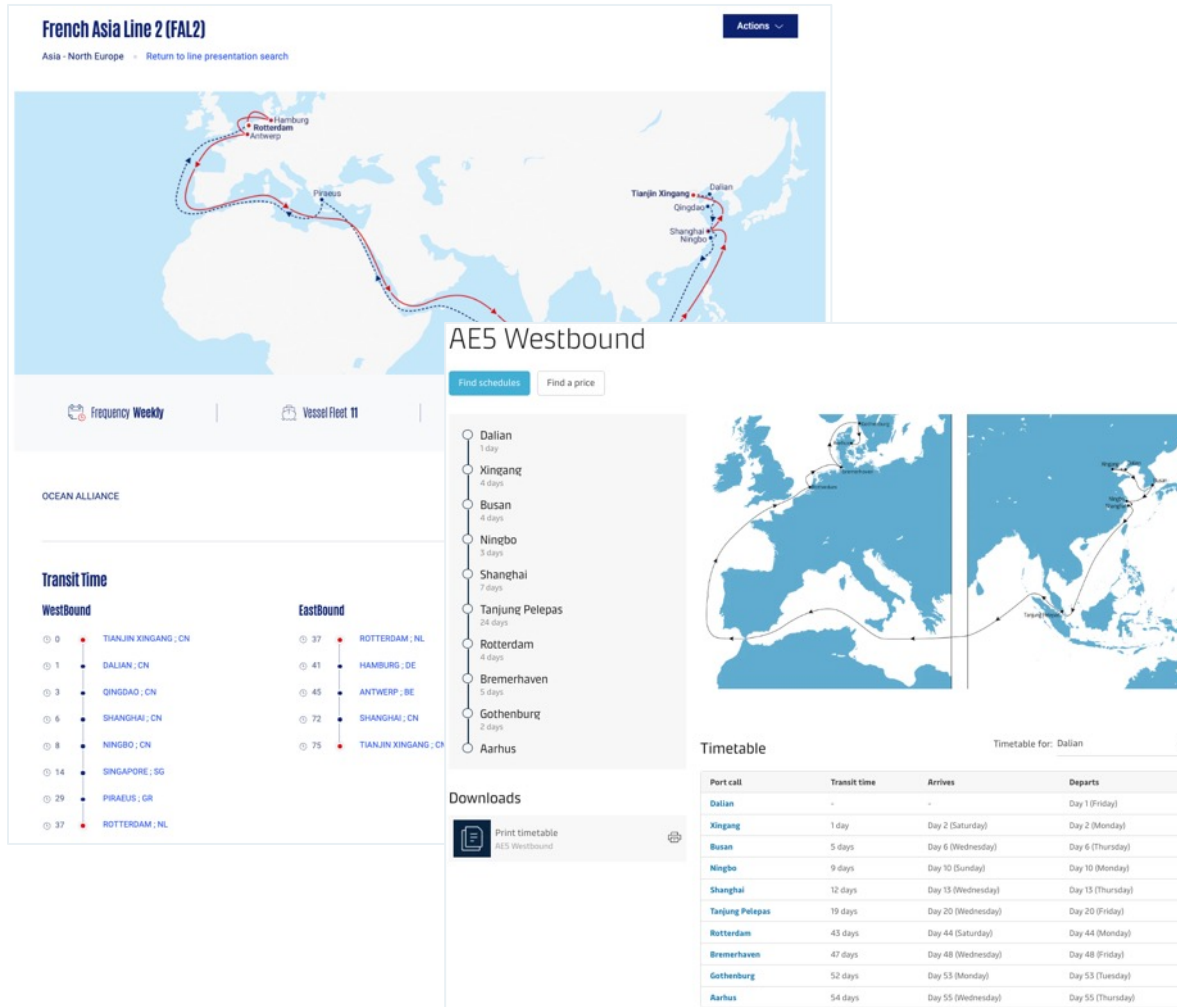 French Asia Line 2 (FAL2)
Actions
Asia - North Europe
Return to line presentation search
Hamburg
Rotterdam
Antwerp
Piraeus
Tianjin Xingang
Dalian
Qingdao
Shanghai
Ningbo
Frequency Weekly
Vessel Fleet 11
OCEAN ALLIANCE
Transit Time
WestBound
0 TIANJIN XINGANG ; CN
1 DALIAN ; CN
3 QINGDAO ; CN
6 SHANGHAI ; CN
8 NINGBO ; CN
14 SINGAPORE ; SG
29 PIRAEUS ; GR
37 ROTTERDAM ; NL
EastBound
37 ROTTERDAM ; NL
41 HAMBURG ; DE
45 ANTWERP ; BE
72 SHANGHAI ; CN
75 TIANJIN XINGANG ; CN
AE5 Westbound
Find schedules
Find a price
Dalian
1 day
Xingang
4 days
Busan
4 days
Ningbo
3 days
Shanghai
7 days
Tanjung Pelepas
24 days
Rotterdam
4 days
Bremerhaven
5 days
Gothenburg
2 days
Aarhus
Downloads
Print timetable
AE5 Westbound
Gothenburg
Bremerhaven
Rotterdam
Xingang
Busan
Ningbo
Shanghai
Tanjung Pelepas
Timetable
Timetable for: Dalian
Port call Transit time Arrives Departs
Dalian - - Day 1 (Friday)
Xingang 1 day Day 2 (Saturday) Day 2 (Monday)
Busan 5 days Day 6 (Wednesday) Day 6 (Thursday)
Ningbo 9 days Day 10 (Sunday) Day 10 (Monday)
Shanghai 12 days Day 13 (Wednesday) Day 13 (Thursday)
Tanjung Pelepas 19 days Day 20 (Wednesday) Day 20 (Friday)
Rotterdam 43 days Day 44 (Saturday) Day 44 (Monday)
Bremerhaven 47 days Day 48 (Wednesday) Day 48 (Friday)
Gothenburg 52 days Day 53 (Monday) Day 53 (Tuesday)
Aarhus 54 days Day 55 (Wednesday) Day 55 (Thursday)